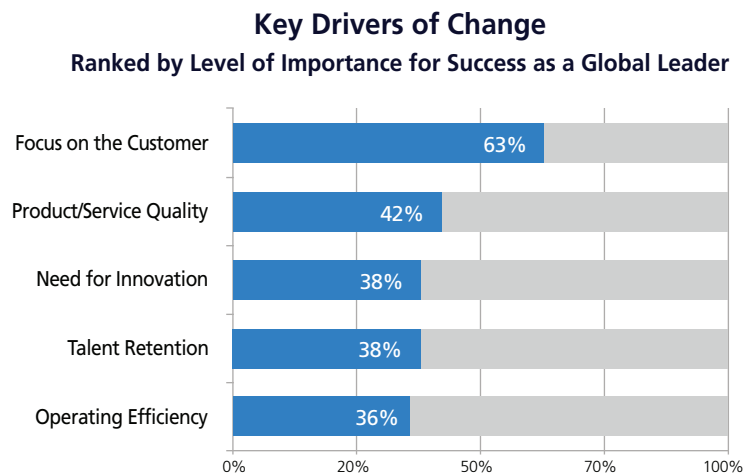 Key Drivers of Change
Ranked by Level of Importance for Success as a Global Leader
Focus on the Customer 63%
Product/Service Quality 42%
Need for Innovation 38%
Talent Retention 38%
Operating Efficiency 36%
0% 20% 50% 70% 100%